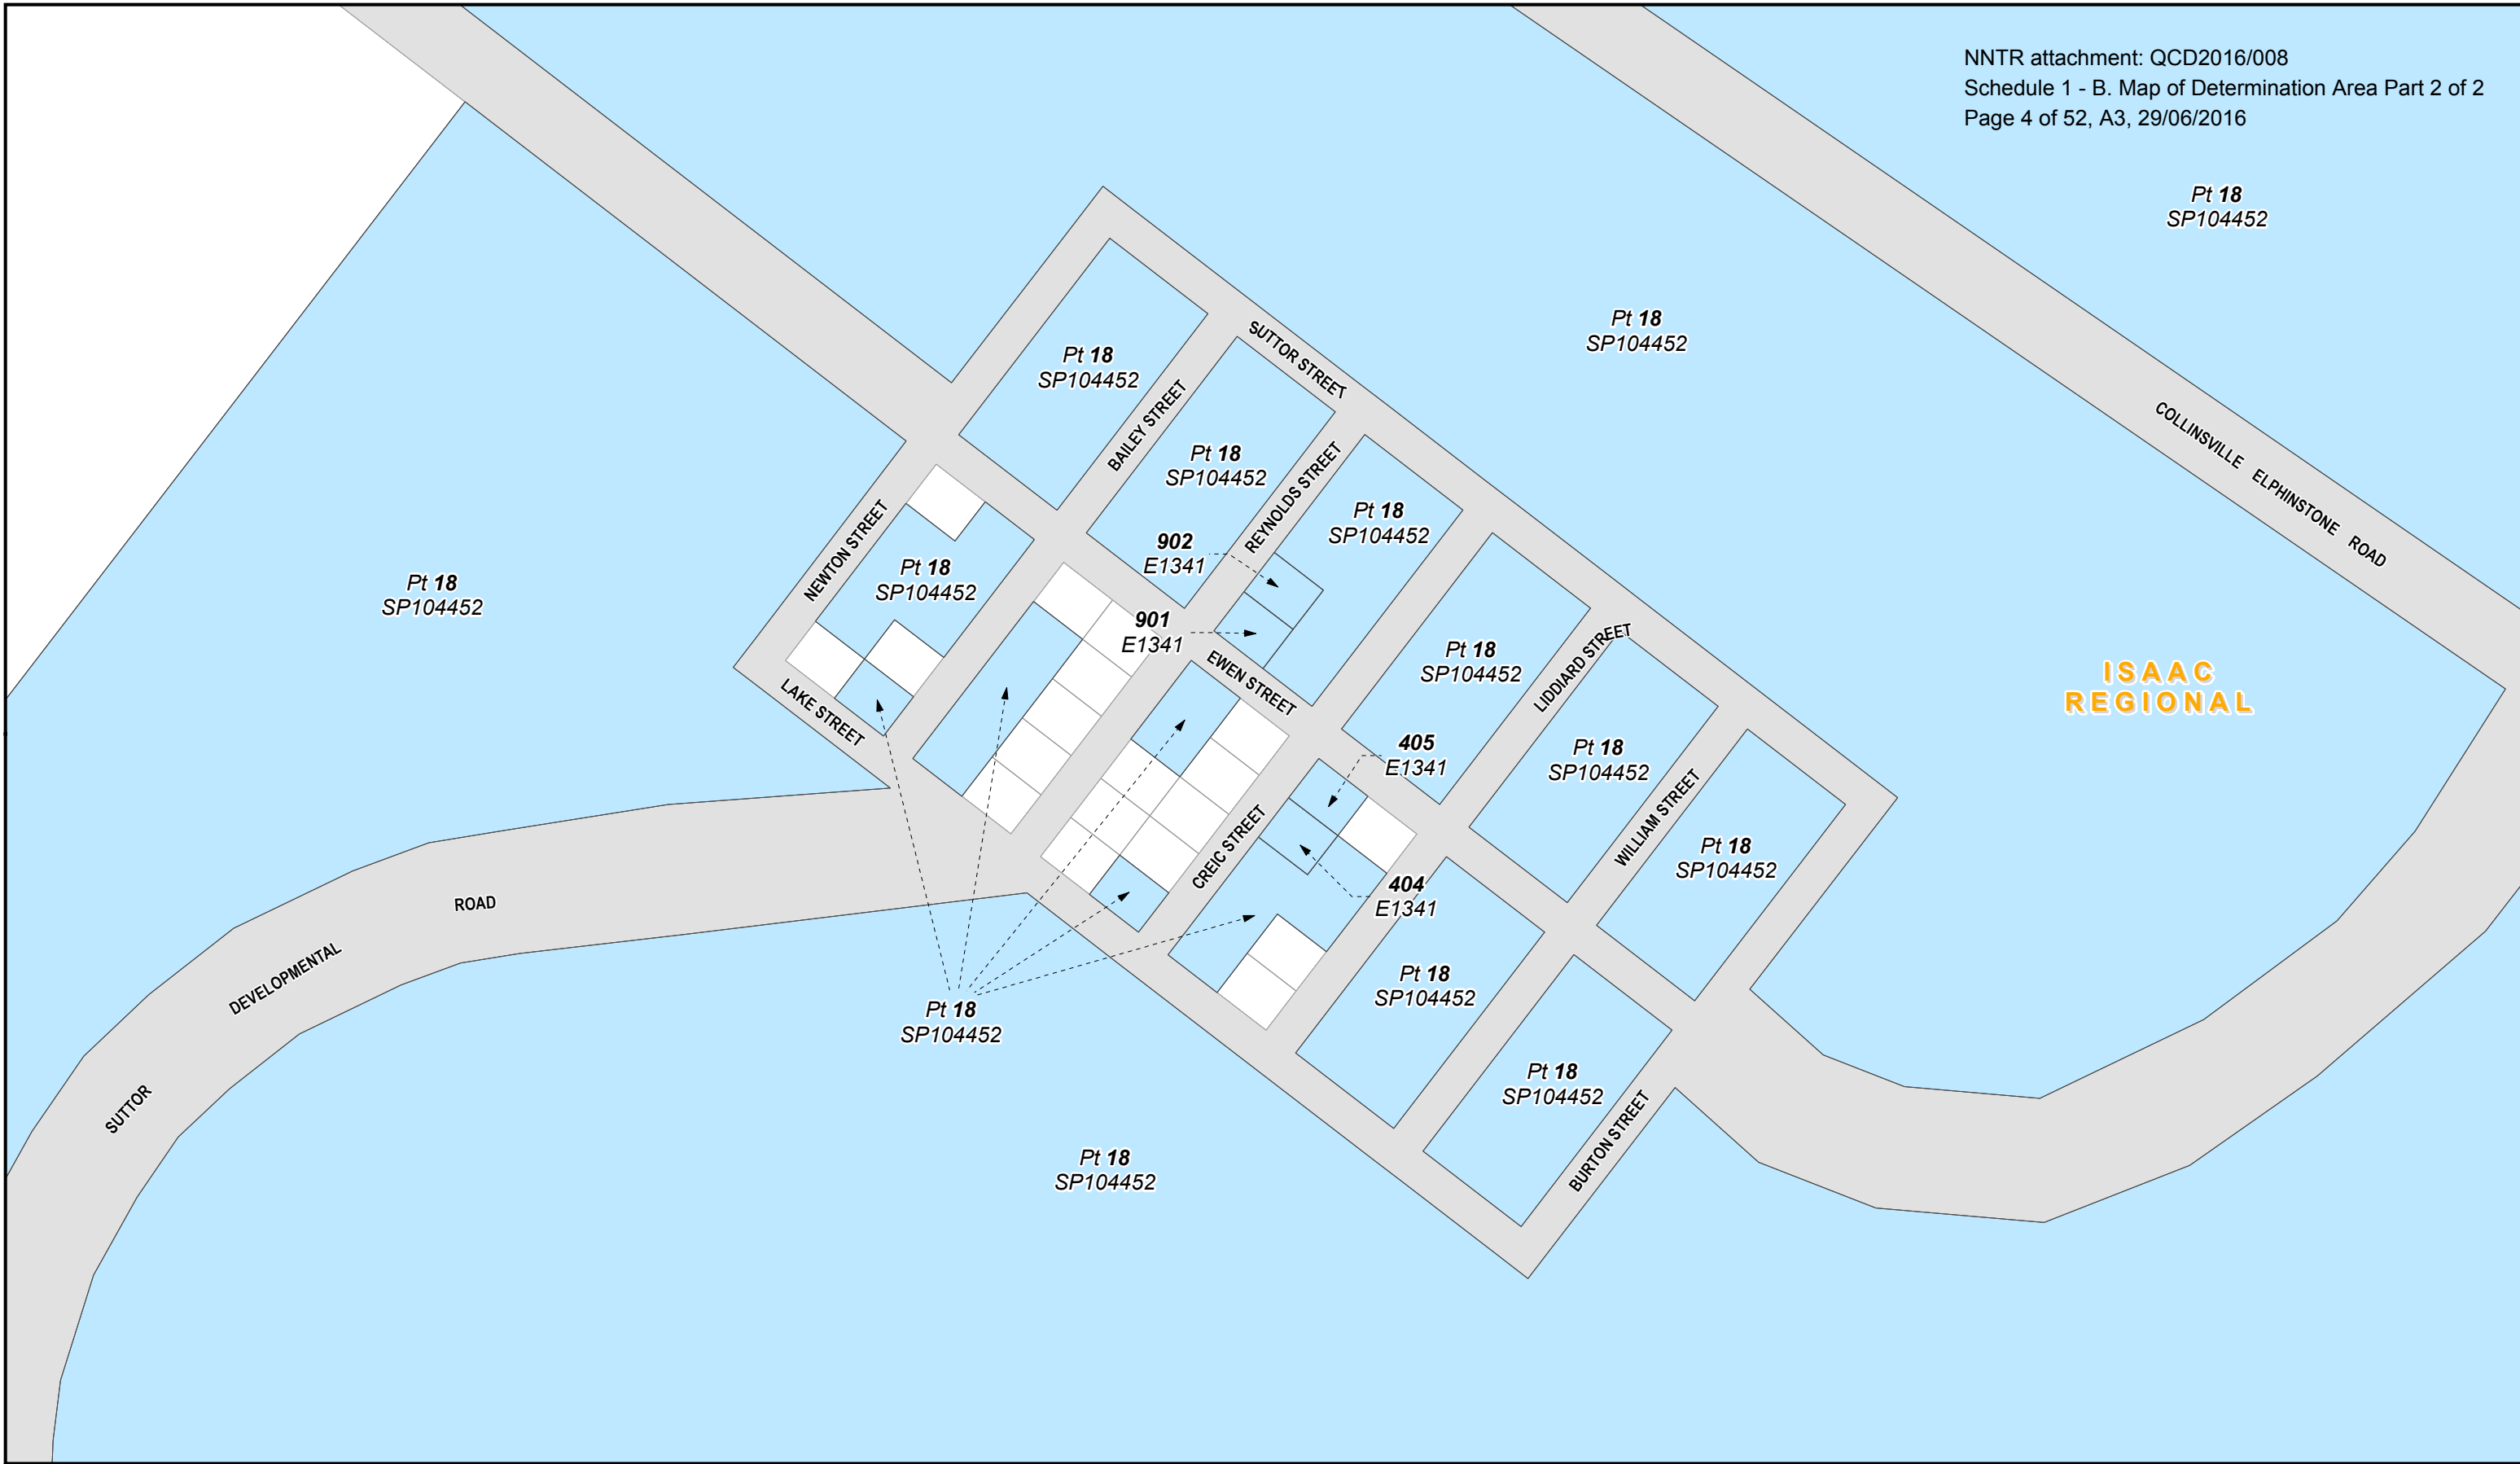 NNTR attachment: QCD2016/008
Schedule 1 - B. Map of Determination Area Part 2 of 2
Page 4 of 52, A3, 29/06/2016
Pt 18
SP104452
Pt 18
SP104452
SUTTOR STREET
Pt 18
SP104452
BAILEY STREET
COLLINSVILLE ELPHINSTONE ROAD
Pt 18
SP104452
REYNOLDS STREET
Pt 18
SP104452
902
E1341
NEWTON STREET
Pt 18
SP104452
Pt 18
SP104452
901
E1341
LIDDIARD STREET
Pt 18
SP104452
EWEN STREET
ISAAC
REGIONAL
LAKE STREET
405
E1341
Pt 18
SP104452
WILLIAM STREET
CREIC STREET
Pt 18
SP104452
404
E1341
SUTTOR DEVELOPMENTAL ROAD
Pt 18
SP104452
Pt 18
SP104452
Pt 18
SP104452
BURTON STREET
Pt 18
SP104452